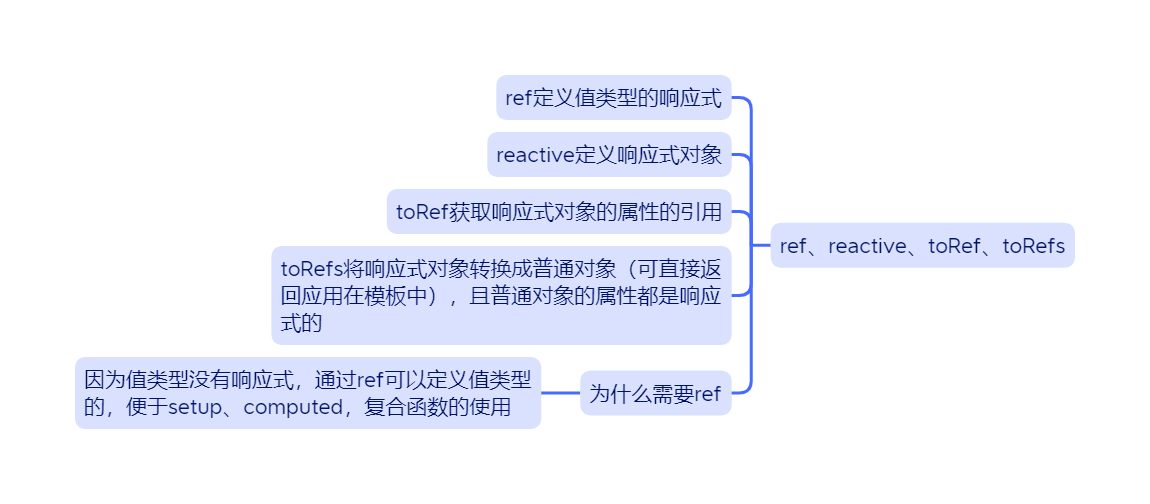 ref定义值类型的响应式
reactive定义响应式对象
toRef获取响应式对象的属性的引用
ref、reactive、toRef、toRefs
toRefs将响应式对象转换成普通对象（可直接返
回应用在模板中），且普通对象的属性都是响应
式的
因为值类型没有响应式，通过ref可以定义值类型
的，便于setup、computed，复合函数的使用
为什么需要ref